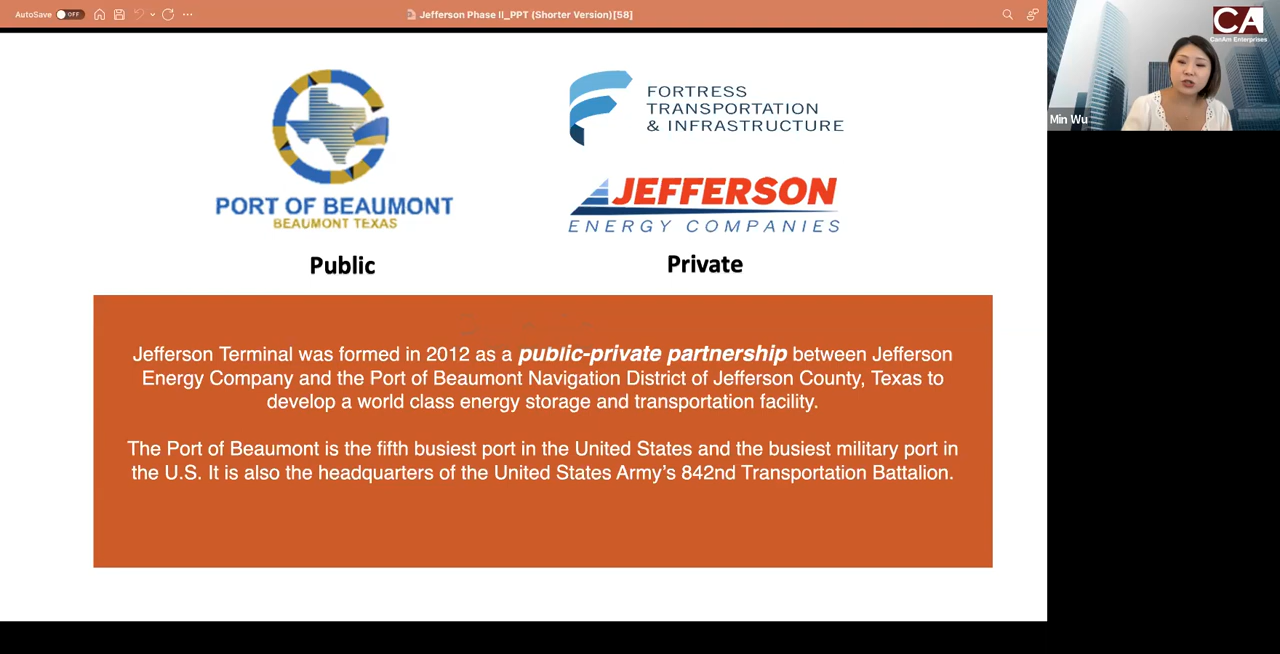 AutoSave OFF
Jefferson Phase II_PPT (Shorter Version)[58]
CA
CanAm Enterprises
Min Wu
PORT OF BEAUMONT
BEAUMONT TEXAS
Public
FORTRESS
TRANSPORTATION
& INFRASTRUCTURE
JEFFERSON
ENERGY COMPANIES
Private
Jefferson Terminal was formed in 2012 as a public-private partnership between Jefferson
Energy Company and the Port of Beaumont Navigation District of Jefferson County, Texas to
develop a world class energy storage and transportation facility.
The Port of Beaumont is the fifth busiest port in the United States and the busiest military port in
the U.S. It is also the headquarters of the United States Army’s 842nd Transportation Battalion.